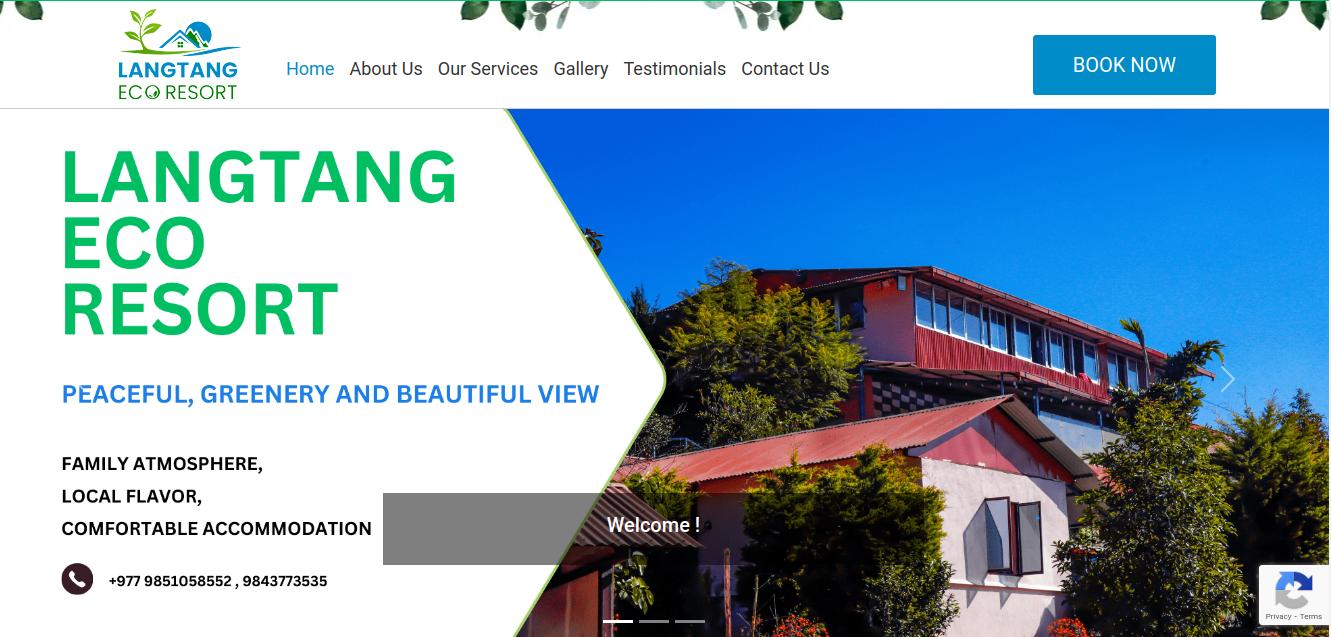 LANGTANG
ECO RESORT
Home About Us Our Services Gallery Testimonials Contact Us
BOOK NOW
LANGTANG
ECO
RESORT
PEACEFUL, GREENERY AND BEAUTIFUL VIEW
FAMILY ATMOSPHERE,
LOCAL FLAVOR,
COMFORTABLE ACCOMMODATION
Welcome !
+977 9851058552 , 9843773535
Privacy - Terms